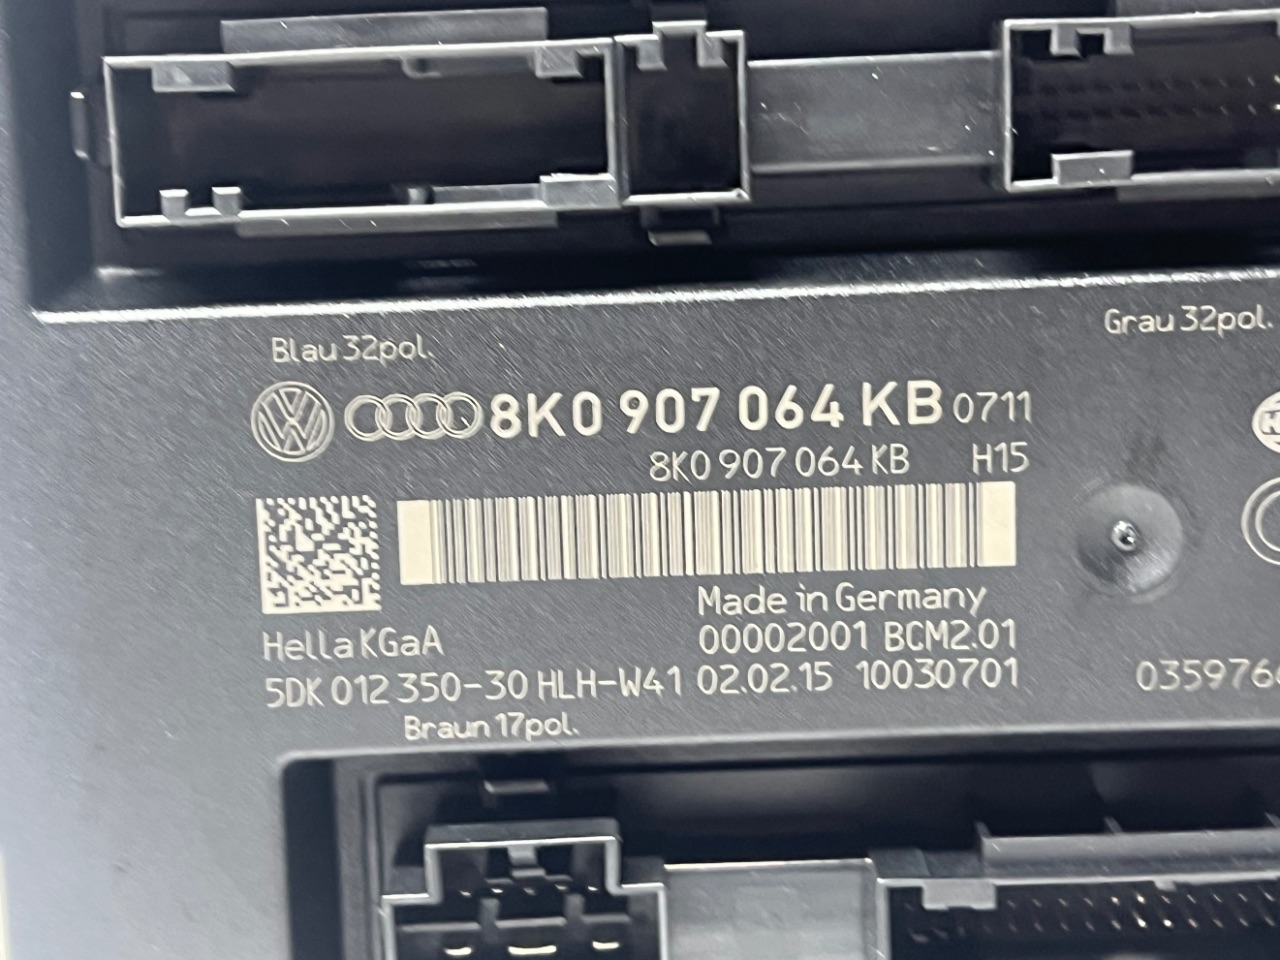 Blau 32pol.
Grau 32pol.
8K0 907 064 KB 0711
8K0 907 064 KB H15
Made in Germany
Hella KGaA
00002001 BCM2.01
5DK 012 350-30 HLH-W41 02.02.15 10030701
Braun 17pol.